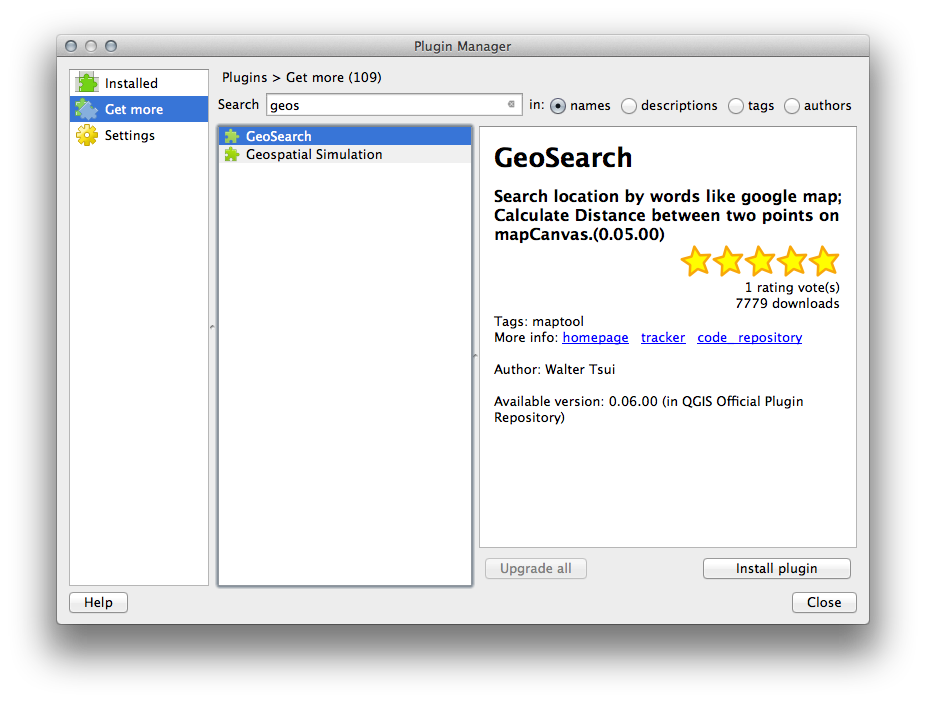 Plugin Manager
Installed
Get more
Settings
Plugins > Get more (109)
Search geos in: names descriptions tags authors
GeoSearch
Geospatial Simulation
GeoSearch
Search location by words like google map;
Calculate Distance between two points on
mapCanvas.(0.05.00)
1 rating vote(s)
7779 downloads
Tags: maptool
More info: homepage tracker code_repository
Author: Walter Tsui
Available version: 0.06.00 (in QGIS Official Plugin
Repository)
Upgrade all
Install plugin
Help
Close